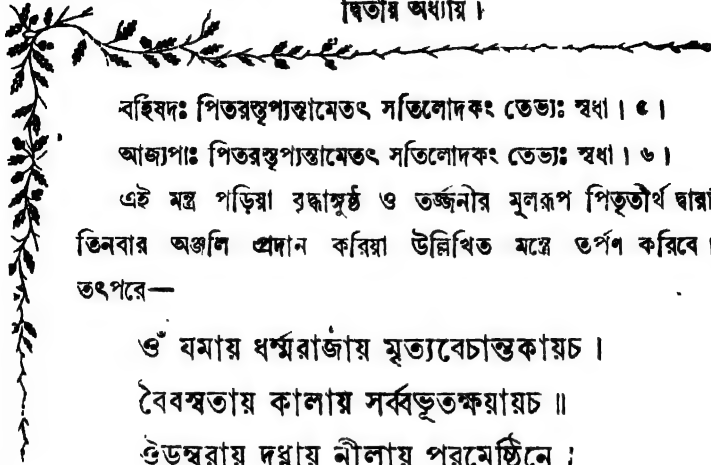 দ্বিতীয় অধ্যায়।
বহিষদঃ পিতরস্তৃপ্যন্তামেতৎ সতিলোদকং তেভ্যঃ স্বধা। ৫।
আজ্যপাঃ পিতরস্তৃপ্যন্তামেতৎ সতিলোদকং তেভ্যঃ স্বধা। ৬।
এই মন্ত্র পড়িয়া বৃদ্ধাঙ্গুষ্ঠ ও তর্জ্জনীর মূলরূপ পিতৃতীর্থ দ্বারা
তিনবার অঞ্জলি প্রদান করিয়া উল্লিখিত মন্ত্রে তর্পণ করিবে।
তৎপরে—
ওঁ যমায় ধর্ম্মরাজায় মৃত্যবেচান্তকায়চ।
বৈবস্বতায় কালায় সর্ব্বভূতক্ষয়ায়চ॥
ঔডম্বরায় দধ্নায় নীলায় পরমেষ্ঠিনে;